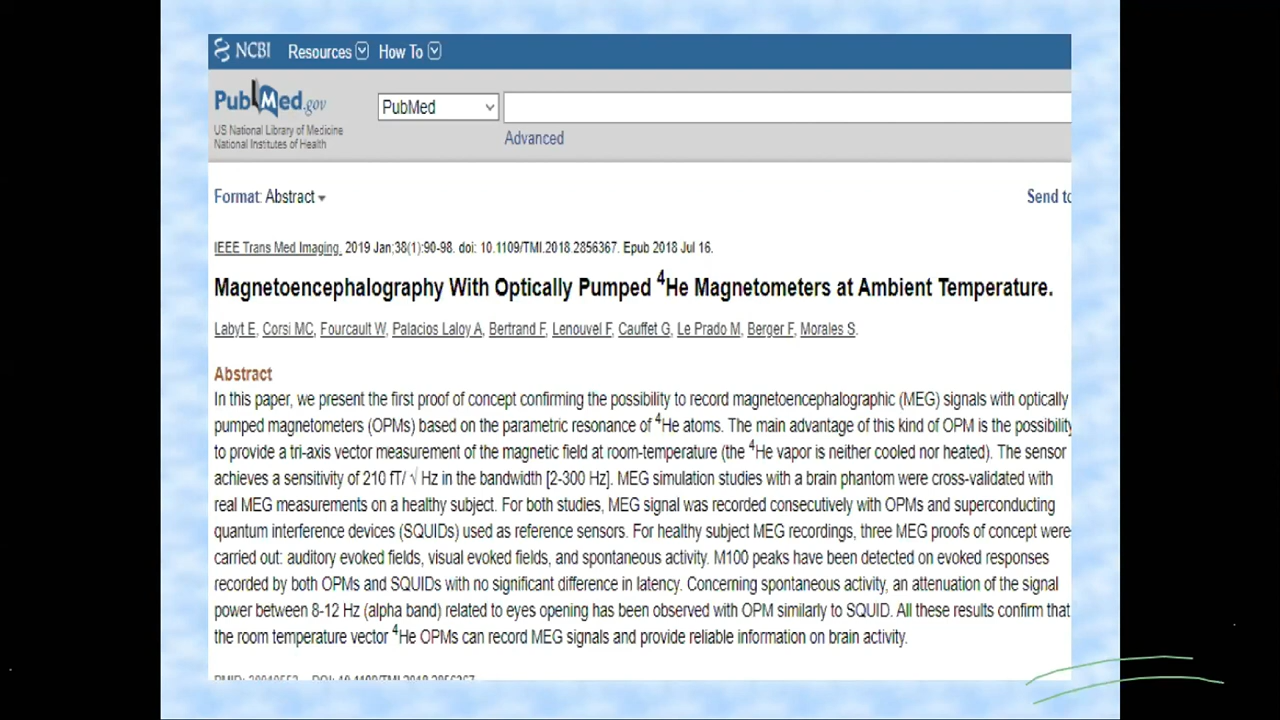 NCBI Resources How To
PubMed.gov
US National Library of Medicine
National Institutes of Health
PubMed
Advanced
Format: Abstract
Send to
IEEE Trans Med Imaging. 2019 Jan;38(1):90-98. doi: 10.1109/TMI.2018.2856367. Epub 2018 Jul 16.
Magnetoencephalography With Optically Pumped ⁴He Magnetometers at Ambient Temperature.
Labyt E, Corsi MC, Fourcault W, Palacios Laloy A, Bertrand F, Lenouvel F, Cauffet G, Le Prado M, Berger F, Morales S.
Abstract
In this paper, we present the first proof of concept confirming the possibility to record magnetoencephalographic (MEG) signals with optically
pumped magnetometers (OPMs) based on the parametric resonance of ⁴He atoms. The main advantage of this kind of OPM is the possibility
to provide a tri-axis vector measurement of the magnetic field at room-temperature (the ⁴He vapor is neither cooled nor heated). The sensor
achieves a sensitivity of 210 fT/ √ Hz in the bandwidth [2-300 Hz]. MEG simulation studies with a brain phantom were cross-validated with
real MEG measurements on a healthy subject. For both studies, MEG signal was recorded consecutively with OPMs and superconducting
quantum interference devices (SQUIDs) used as reference sensors. For healthy subject MEG recordings, three MEG proofs of concept were
carried out: auditory evoked fields, visual evoked fields, and spontaneous activity. M100 peaks have been detected on evoked responses
recorded by both OPMs and SQUIDs with no significant difference in latency. Concerning spontaneous activity, an attenuation of the signal
power between 8-12 Hz (alpha band) related to eyes opening has been observed with OPM similarly to SQUID. All these results confirm that
the room temperature vector ⁴He OPMs can record MEG signals and provide reliable information on brain activity.
DOI: 10.1109/TMI.2018.2856367